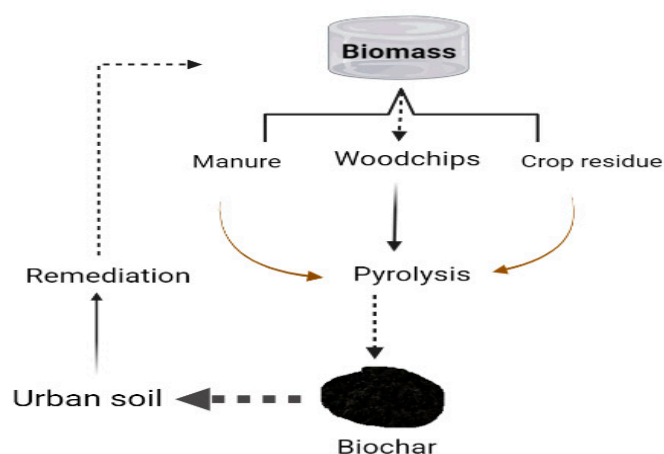 Biomass
Manure
Woodchips
Crop residue
Remediation
Pyrolysis
Urban soil
Biochar